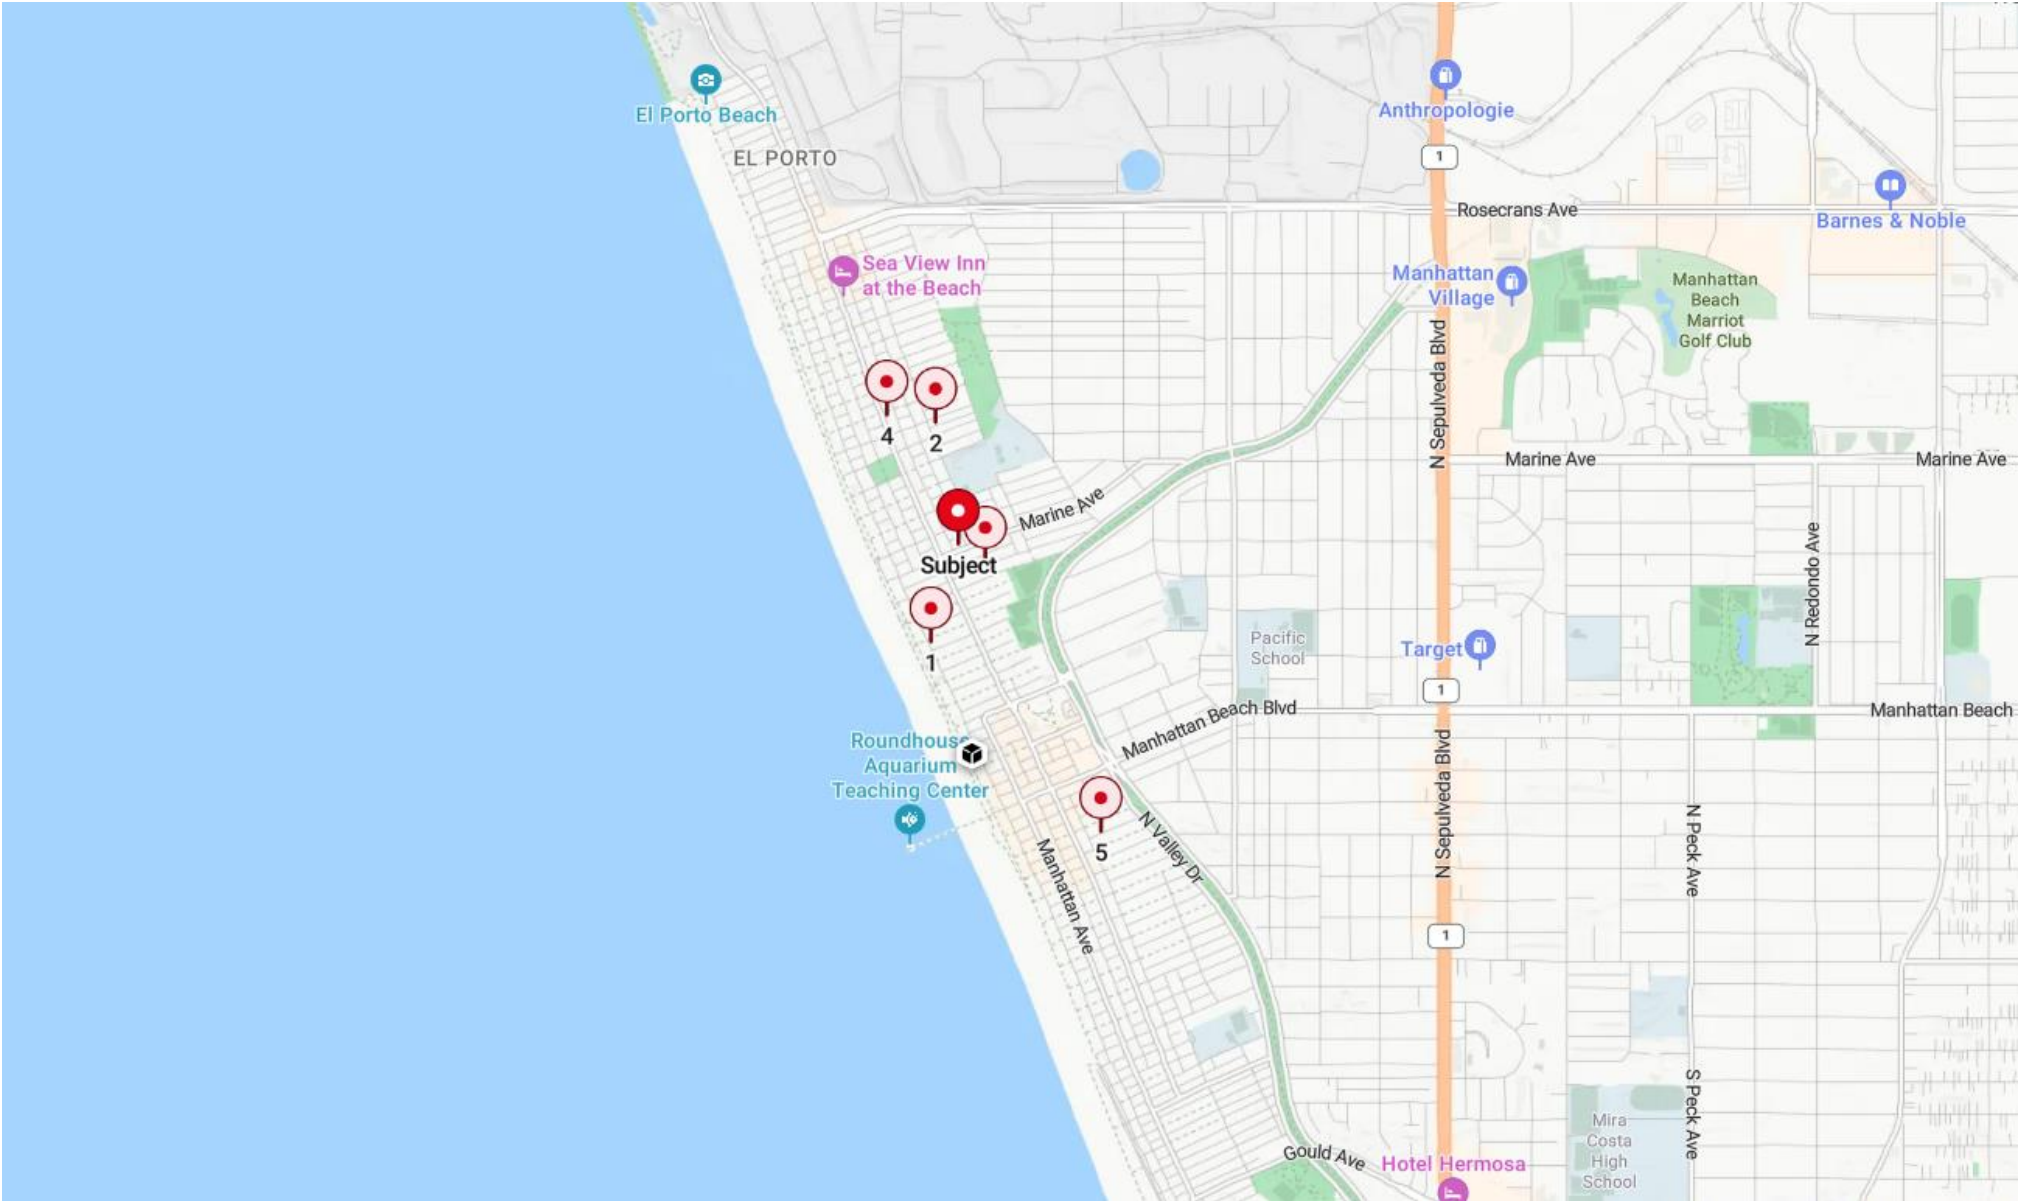 El Porto Beach
EL PORTO
Anthropologie
1
Rosecrans Ave
Barnes & Noble
Sea View Inn
at the Beach
Manhattan
Village
Manhattan
Beach
Marriot
Golf Club
N Sepulveda Blvd
4
2
Marine Ave
Marine Ave
Marine Ave
Subject
N Redondo Ave
1
Pacific
School
Target
1
Manhattan Beach Blvd
Manhattan Beach
Roundhouse
Aquarium
Teaching Center
N Sepulveda Blvd
5
N Valley Dr
Manhattan Ave
N Peck Ave
1
S Peck Ave
Mira
Costa
High
School
Gould Ave
Hotel Hermosa